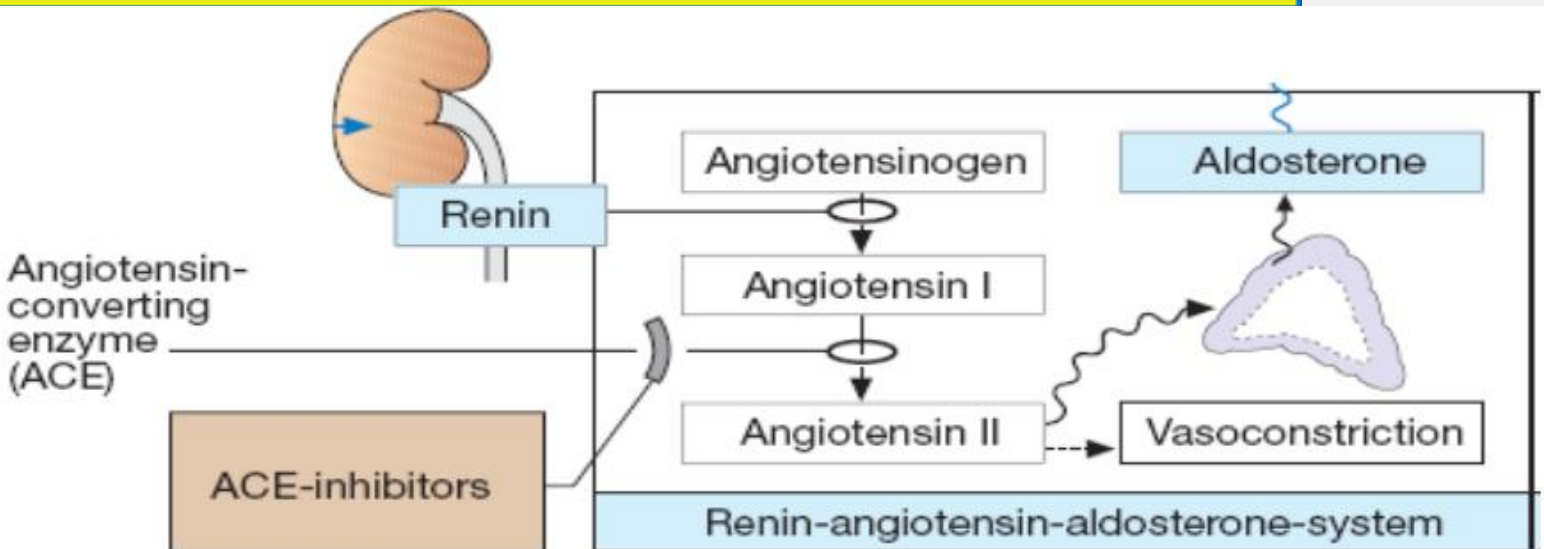 Angiotensinogen
Aldosterone
Renin
Angiotensin-
converting
enzyme
(ACE)
Angiotensin I
Angiotensin II
Vasoconstriction
ACE-inhibitors
Renin-angiotensin-aldosterone-system